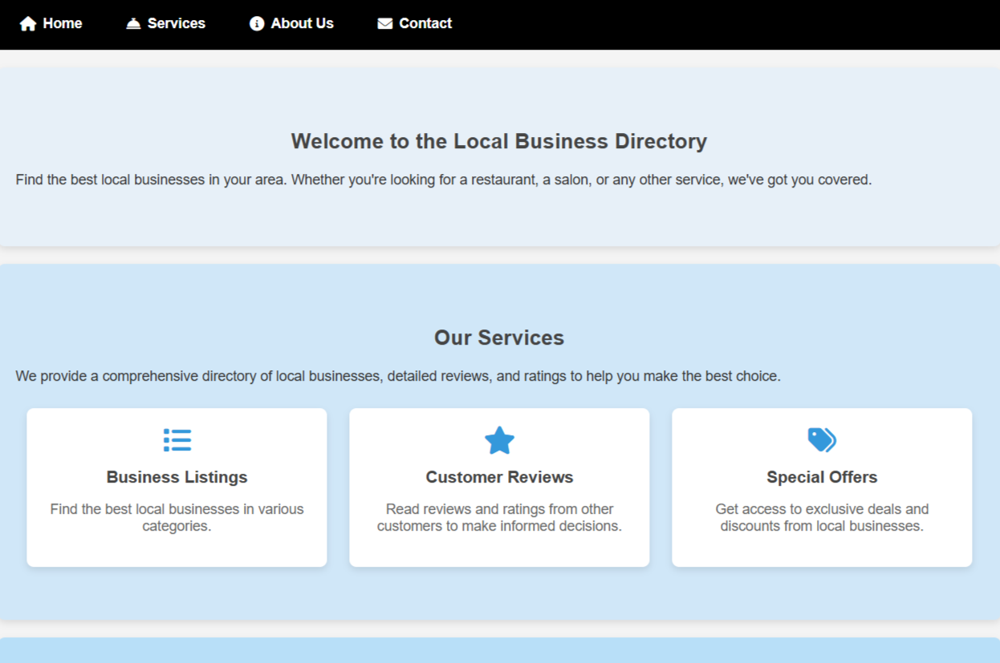 Home Services About Us Contact
Welcome to the Local Business Directory
Find the best local businesses in your area. Whether you're looking for a restaurant, a salon, or any other service, we've got you covered.
Our Services
We provide a comprehensive directory of local businesses, detailed reviews, and ratings to help you make the best choice.
Business Listings
Find the best local businesses in various
categories.
Customer Reviews
Read reviews and ratings from other
customers to make informed decisions.
Special Offers
Get access to exclusive deals and
discounts from local businesses.